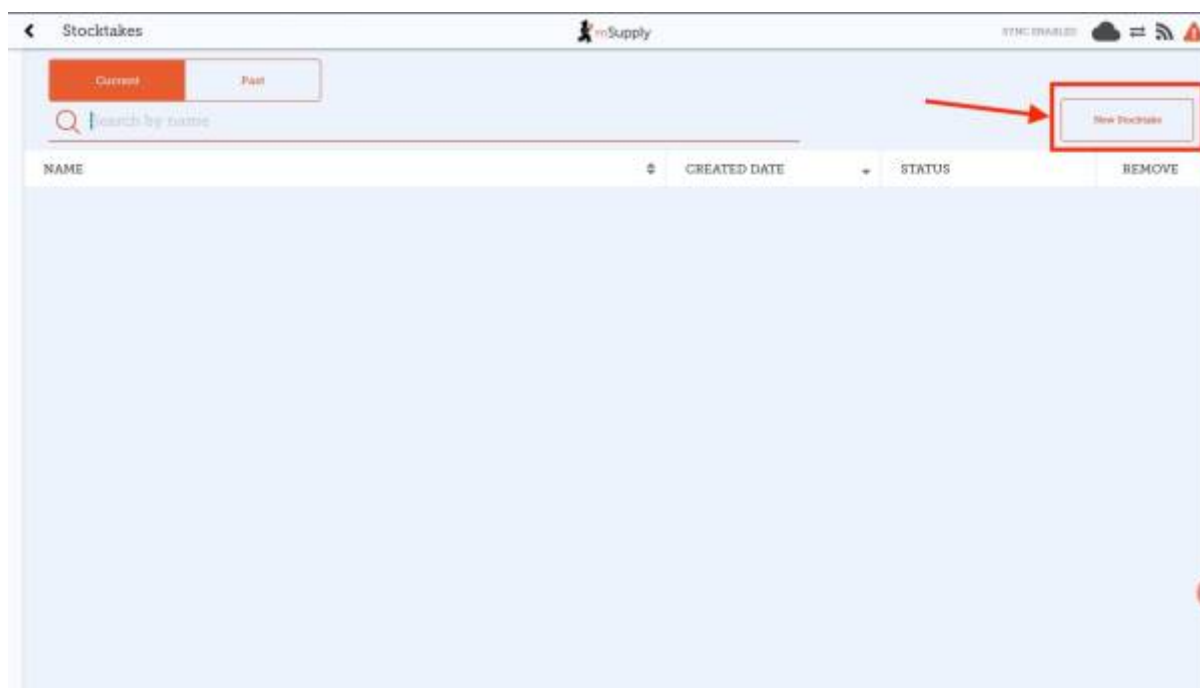 Stocktakes
mSupply
SYNC ENABLED
Current
Past
Search by name
New Stocktake
NAME
CREATED DATE
STATUS
REMOVE